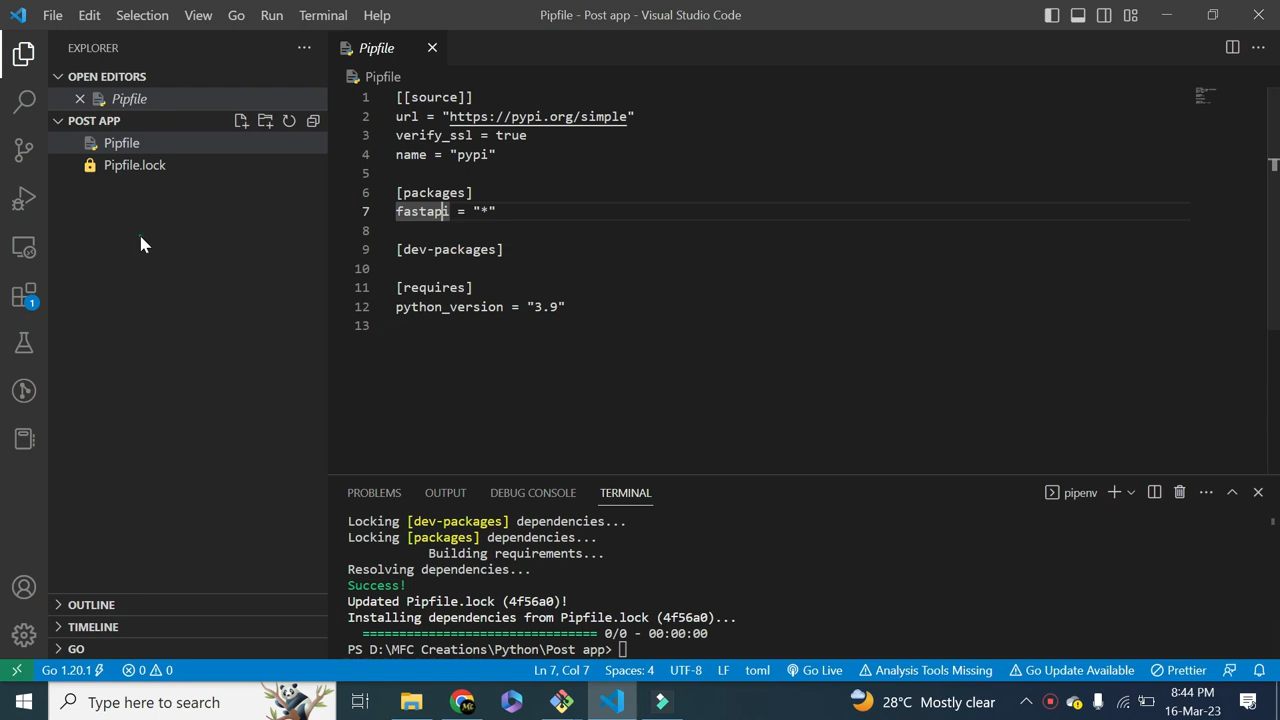 File Edit Selection View Go Run Terminal Help
Pipfile - Post app - Visual Studio Code
EXPLORER
OPEN EDITORS
Pipfile
POST APP
Pipfile
Pipfile.lock
1
OUTLINE
TIMELINE
GO
Pipfile
Pipfile
1 [[source]]
2 url = "https://pypi.org/simple"
3 verify_ssl = true
4 name = "pypi"
5
6 [packages]
7 fastapi = "*"
8
9 [dev-packages]
10
11 [requires]
12 python_version = "3.9"
13
PROBLEMS OUTPUT DEBUG CONSOLE TERMINAL
pipenv
Locking [dev-packages] dependencies...
Locking [packages] dependencies...
Building requirements...
Resolving dependencies...
Success!
Updated Pipfile.lock (4f56a0)!
Installing dependencies from Pipfile.lock (4f56a0)...
================================ 0/0 - 00:00:00
PS D:\MFC Creations\Python\Post app>
Go 1.20.1 0 0 Ln 7, Col 7 Spaces: 4 UTF-8 LF toml Go Live Analysis Tools Missing Go Update Available Prettier
Type here to search
28°C Mostly clear
8:44 PM
16-Mar-23